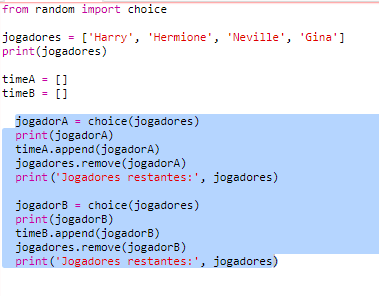 from random import choice
jogadores = ['Harry', 'Hermione', 'Neville', 'Gina']
print(jogadores)
timeA = []
timeB = []
jogadorA = choice(jogadores)
print(jogadorA)
timeA.append(jogadorA)
jogadores.remove(jogadorA)
print('Jogadores restantes:', jogadores)
jogadorB = choice(jogadores)
print(jogadorB)
timeB.append(jogadorB)
jogadores.remove(jogadorB)
print('Jogadores restantes:', jogadores)